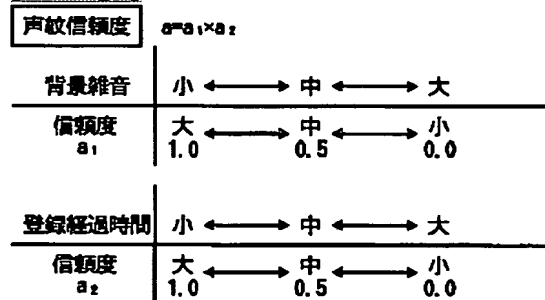 声紋信頼度 a=a₁×a₂
背景雑音 小 ←→ 中 ←→ 大
信頼度 大 ←→ 中 ←→ 小
a₁ 1.0 0.5 0.0
登録経過時間 小 ←→ 中 ←→ 大
信頼度 大 ←→ 中 ←→ 小
a₂ 1.0 0.5 0.0